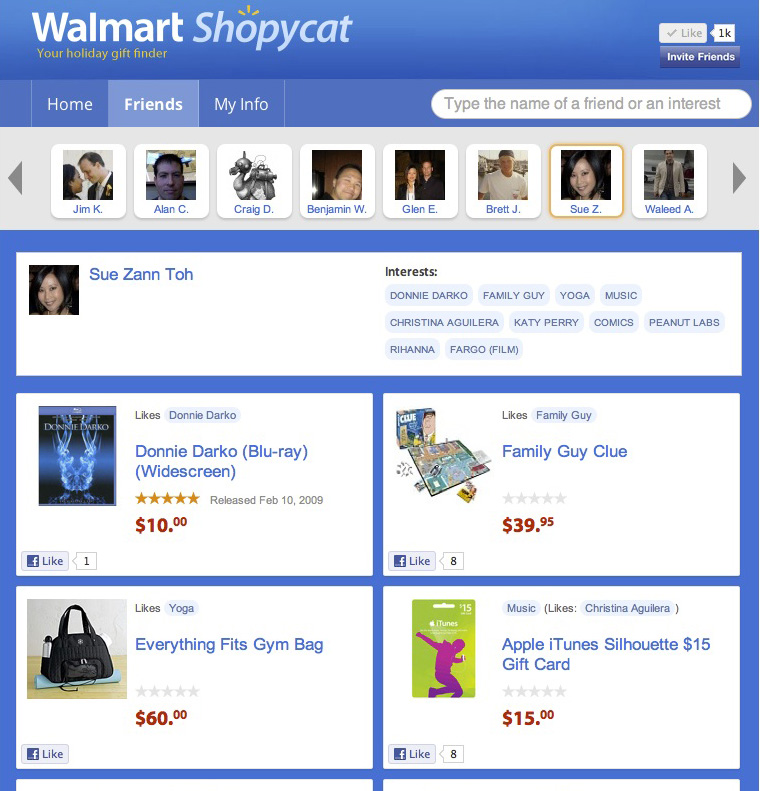 Walmart Shopycat
Your holiday gift finder
Like 1k
Invite Friends
Home Friends My Info
Type the name of a friend or an interest
Jim K. Alan C. Craig D. Benjamin W. Glen E. Brett J. Sue Z. Waleed A.
Sue Zann Toh
Interests:
DONNIE DARKO FAMILY GUY YOGA MUSIC
CHRISTINA AGUILERA KATY PERRY COMICS PEANUT LABS
RIHANNA FARGO (FILM)
Likes Donnie Darko
DONNIE DARKO
Donnie Darko (Blu-ray)
(Widescreen)
Released Feb 10, 2009
$10.00
Like 1
Likes Family Guy
CLUE
Family Guy Clue
$39.95
Like 8
Likes Yoga
Everything Fits Gym Bag
$60.00
Like
Music (Likes: Christina Aguilera )
$15
iTunes
Apple iTunes Silhouette $15
Gift Card
$15.00
Like 8